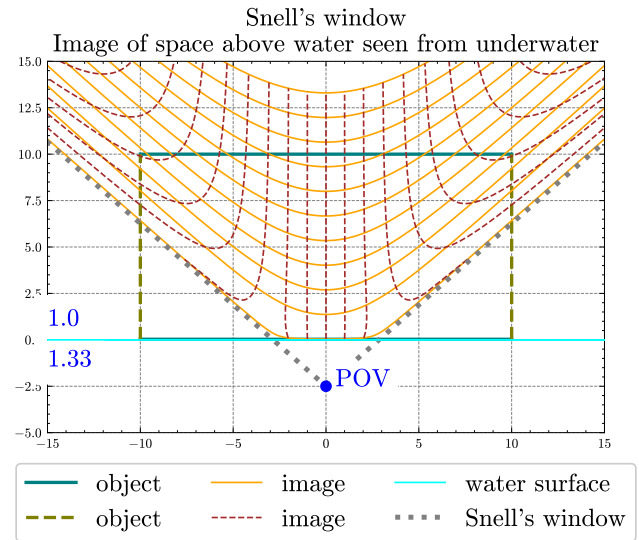 Snell's window
Image of space above water seen from underwater
15.0
12.5
10.0
7.5
5.0
2.5
1.0
0.
1.33
−2.5
POV
−5.0
−15 −10 −5 0 5 10 15
object image water surface
object image Snell's window